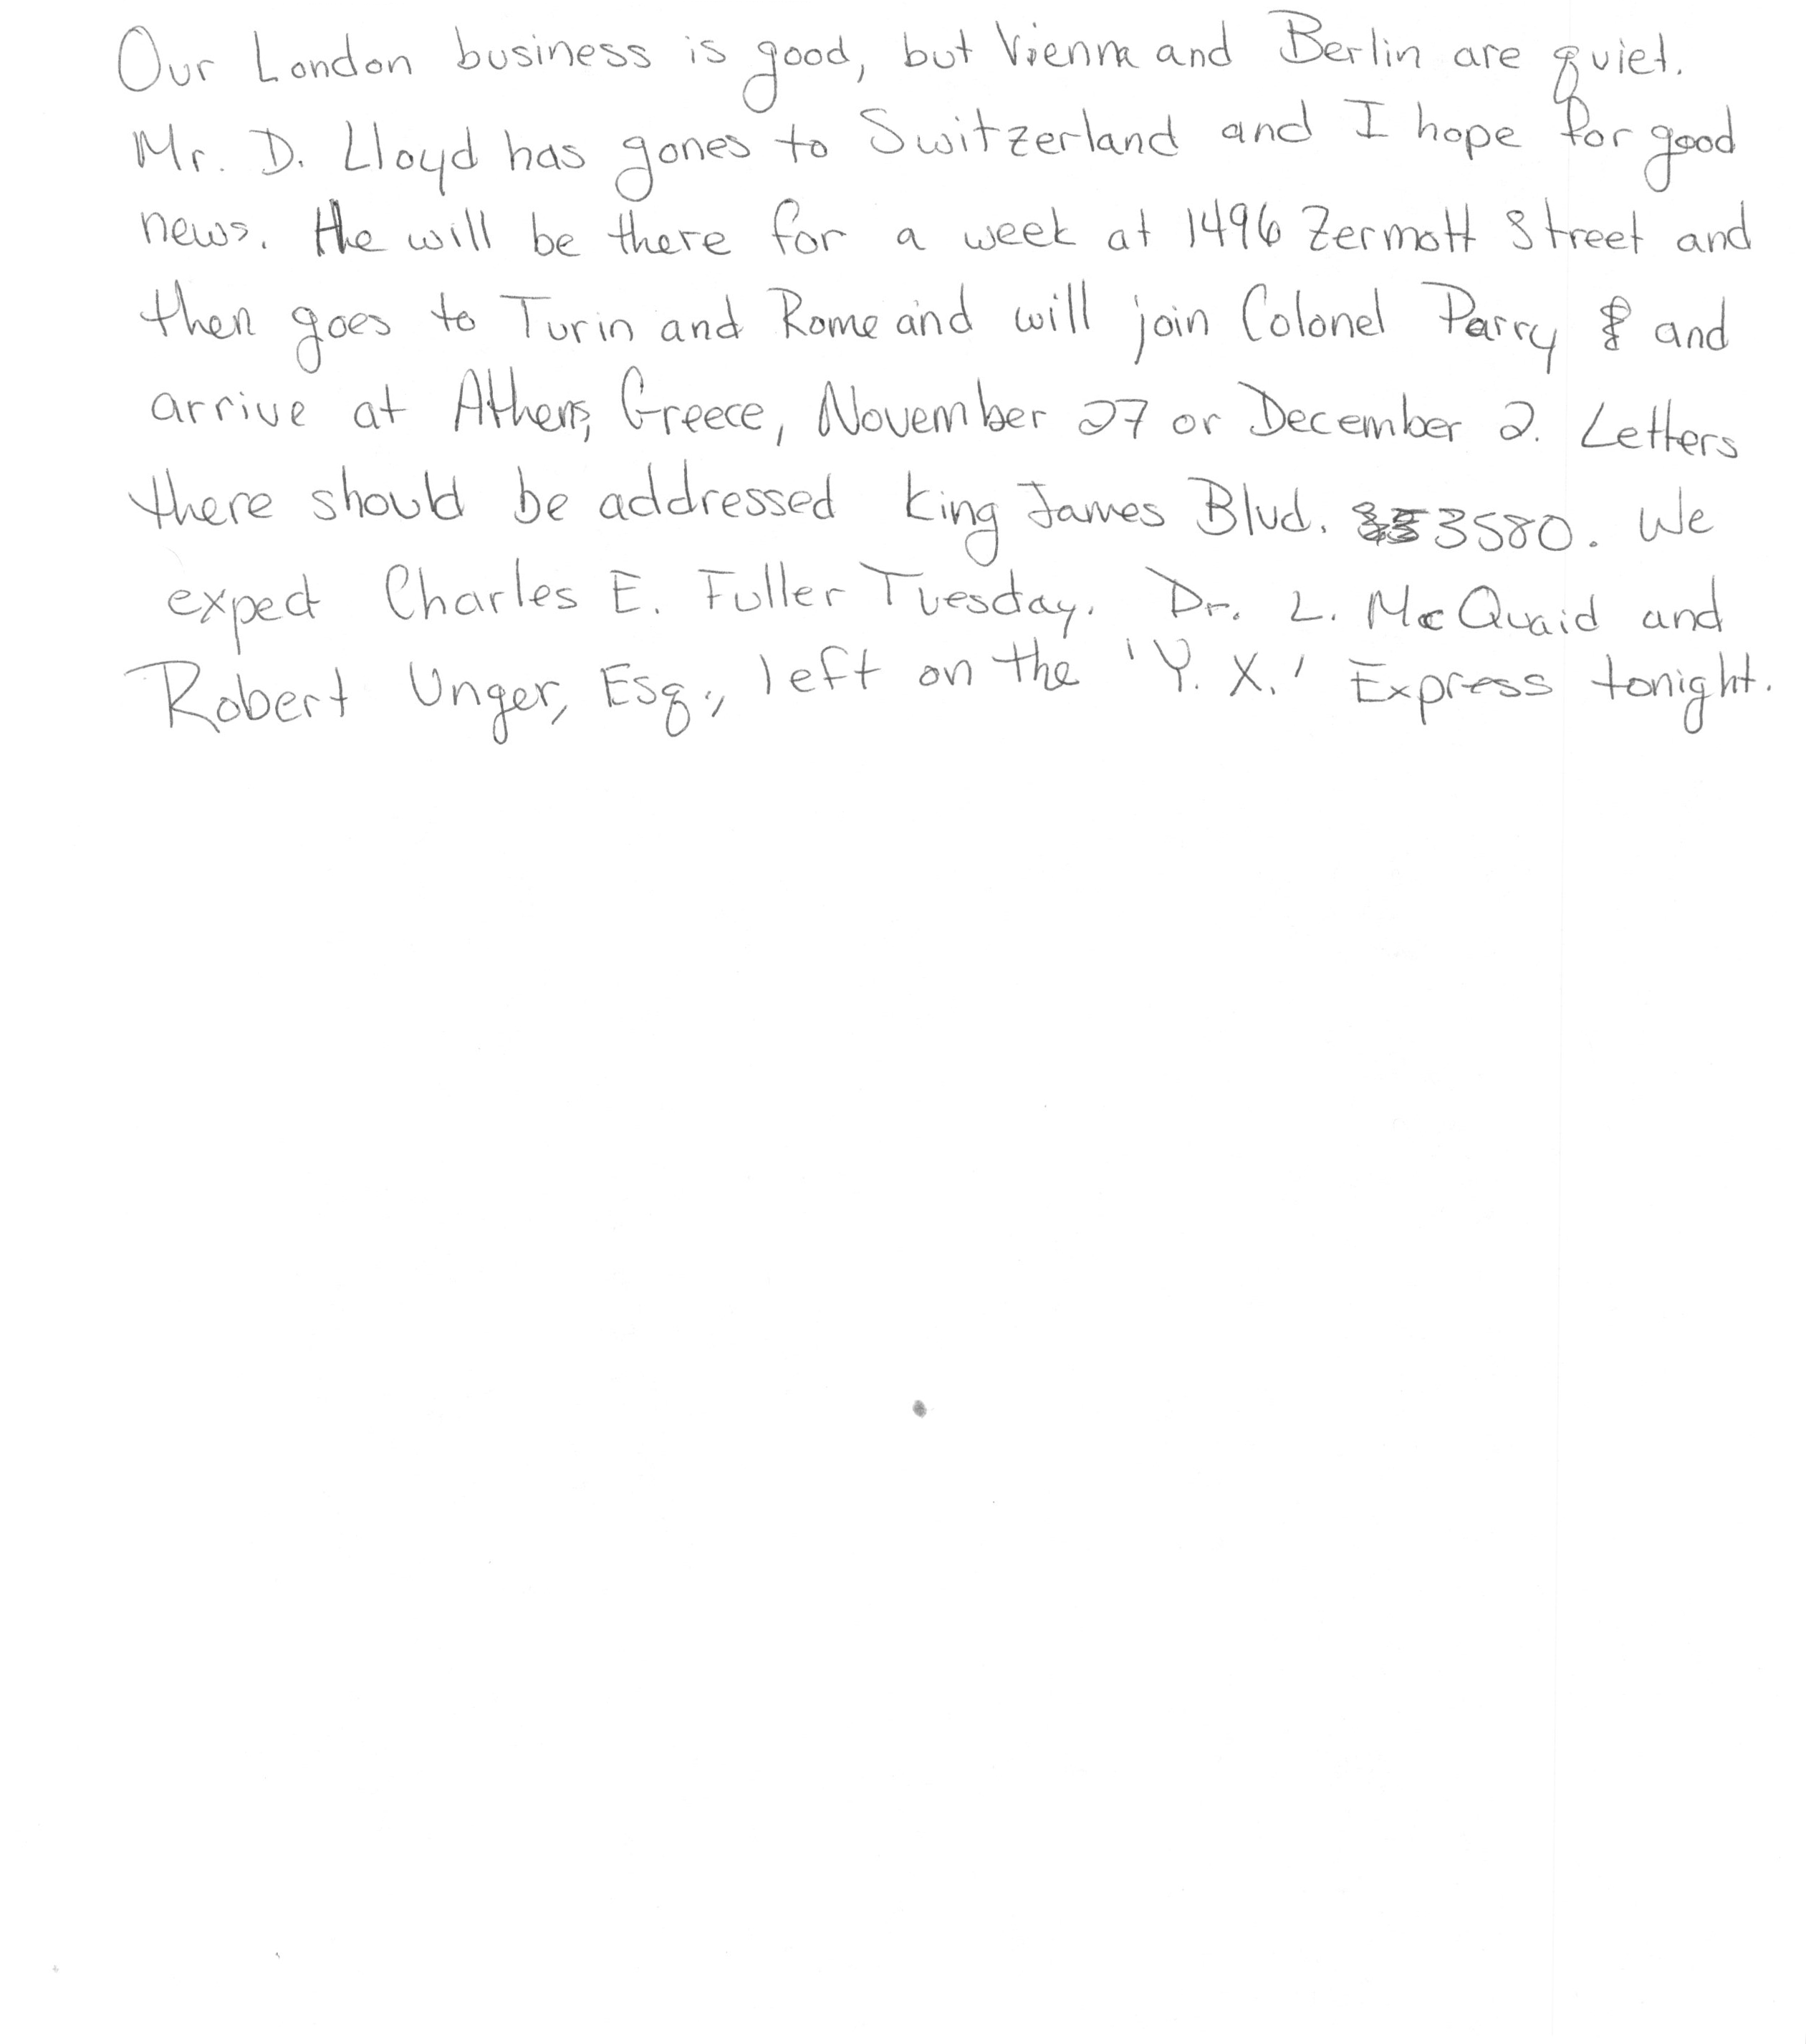 Our London business is good, but Vienna and Berlin are quiet.
Mr. D. Lloyd has gones to Switzerland and I hope for good
news. He will be there for a week at 1496 Zermott Street and
then goes to Turin and Rome and will join Colonel Parry and
arrive at Athens, Greece, November 27 or December 2. Letters
there should be addressed King James Blvd. 3580. We
expect Charles E. Fuller Tuesday. Dr. L. McQuaid and
Robert Unger, Esq., left on the 'Y. X.' Express tonight.